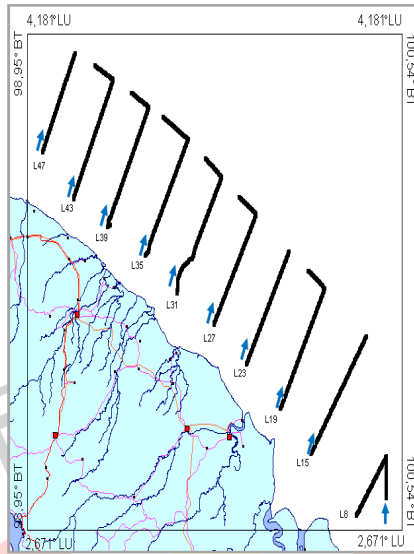 4,181°LU 4,181°LU
98,95° BT
100,54° BT
L47
L43
L39
L35
L31
L27
L23
L19
L15
L8
98,95° BT
100,54° BT
2,671° LU 2,671° LU